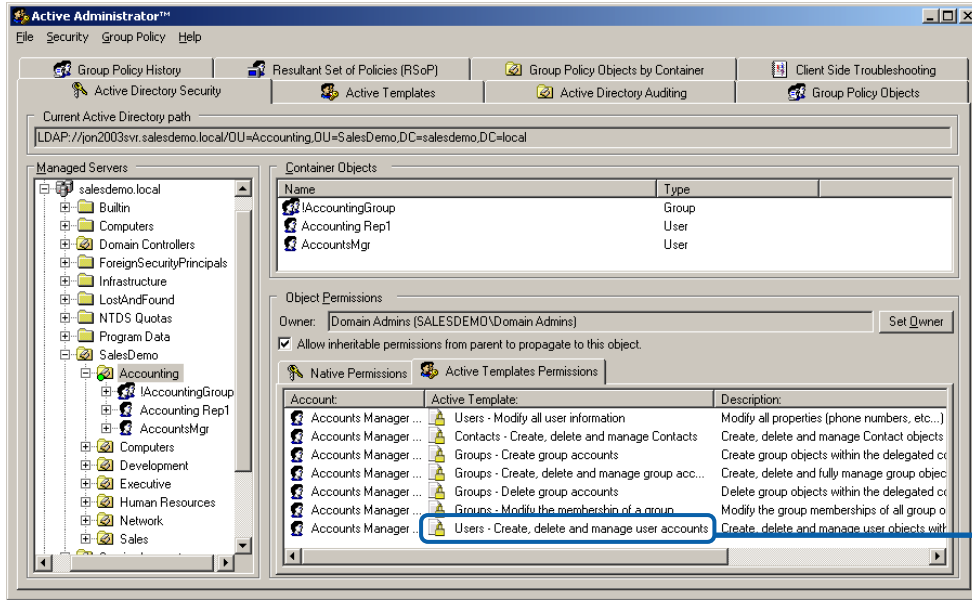 Active Administrator™
File Security Group Policy Help
Group Policy History Resultant Set of Policies (RSoP) Group Policy Objects by Container Client Side Troubleshooting
Active Directory Security Active Templates Active Directory Auditing Group Policy Objects
Current Active Directory path
LDAP://jon2003svr.salesdemo.local/OU=Accounting,OU=SalesDemo,DC=salesdemo,DC=local
Managed Servers
salesdemo.local
Builtin
Computers
Domain Controllers
ForeignSecurityPrincipals
Infrastructure
LostAndFound
NTDS Quotas
Program Data
SalesDemo
Accounting
!AccountingGroup
Accounting Rep1
AccountsMgr
Computers
Development
Executive
Human Resources
Network
Sales
Container Objects
Name Type
!AccountingGroup Group
Accounting Rep1 User
AccountsMgr User
Object Permissions
Owner: Domain Admins (SALESDEMO\Domain Admins) Set Owner
Allow inheritable permissions from parent to propagate to this object.
Native Permissions Active Templates Permissions
Account: Active Template: Description:
Accounts Manager ... Users - Modify all user information Modify all properties (phone numbers, etc...)
Accounts Manager ... Contacts - Create, delete and manage Contacts Create, delete and manage Contact objects
Accounts Manager ... Groups - Create group accounts Create group objects within the delegated co
Accounts Manager ... Groups - Create, delete and manage group acc... Create, delete and fully manage group objec
Accounts Manager ... Groups - Delete group accounts Delete group objects within the delegated co
Accounts Manager ... Groups - Modify the membership of a group Modify the group memberships of all group o
Accounts Manager ... Users - Create, delete and manage user accounts Create, delete and manage user objects with